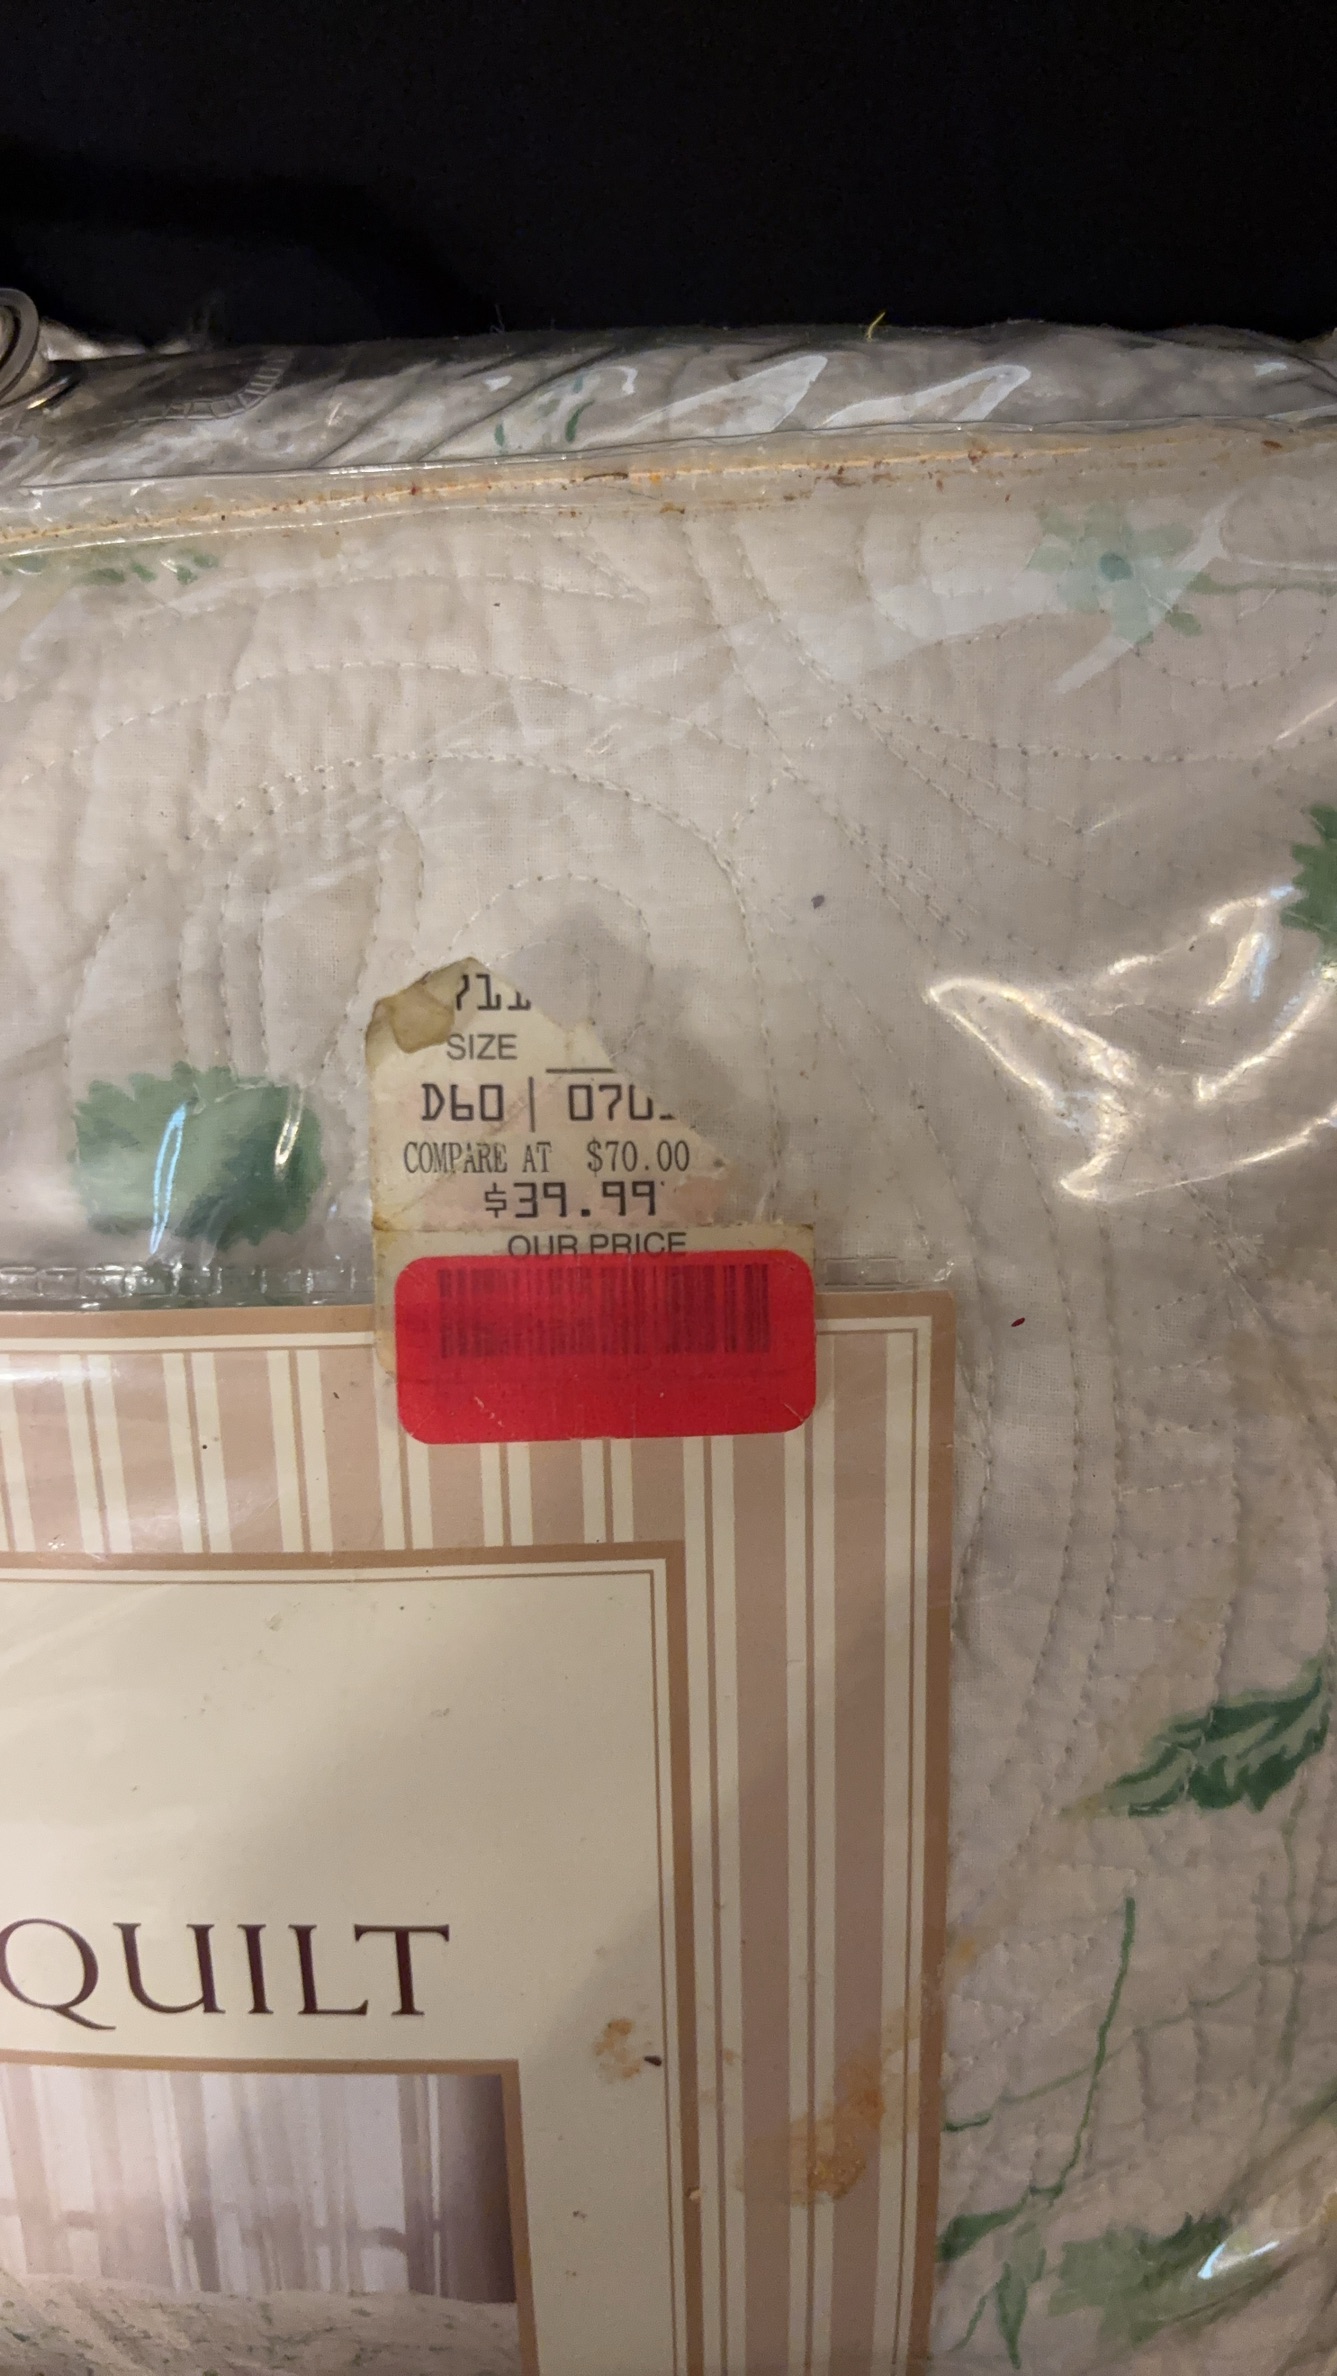 SIZE
D60
COMPARE AT $70.00
$39.99
OUR PRICE
QUILT